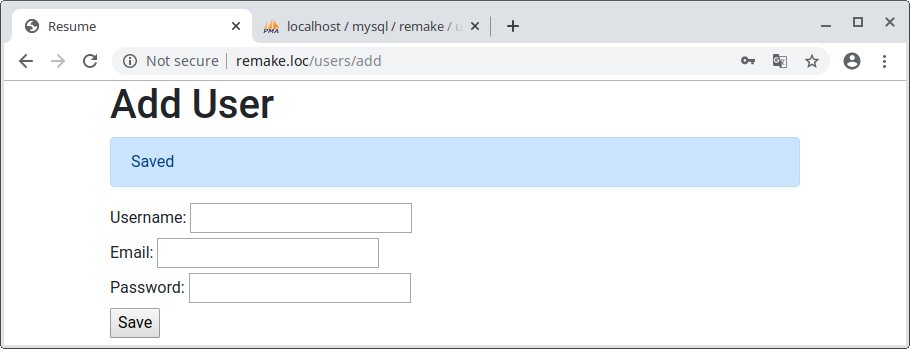 Resume
localhost / mysql / remake / u
Not secure | remake.loc/users/add
Add User
Saved
Username:
Email:
Password:
Save